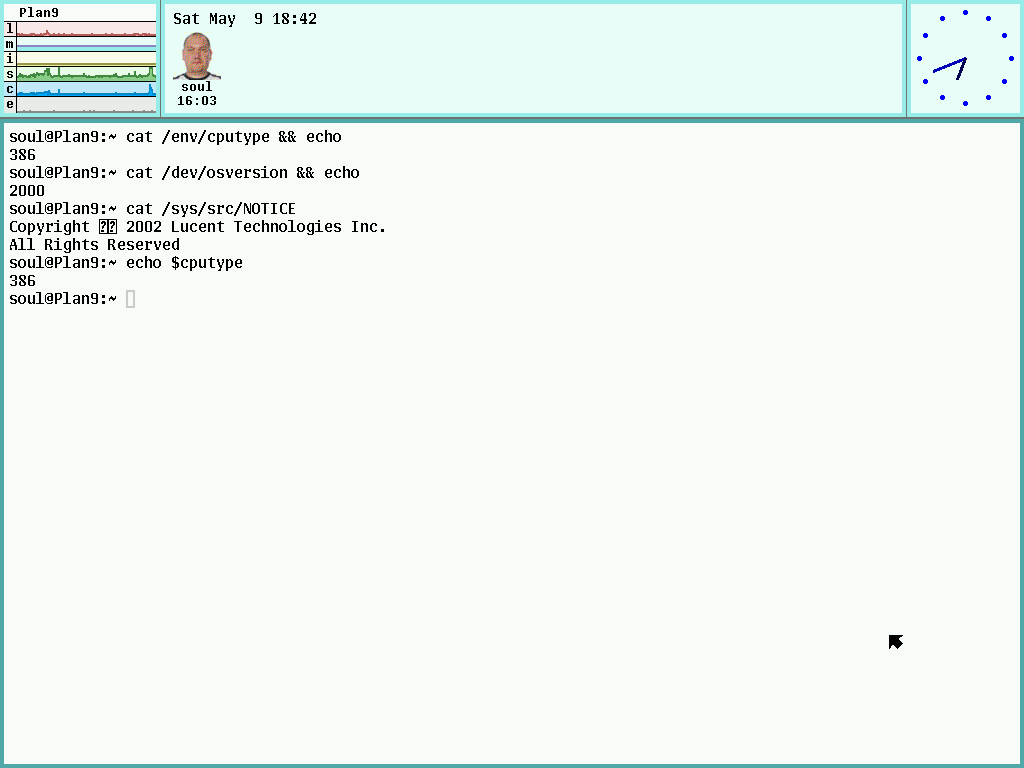 Plan9
l
m
i
s
c
e
Sat May  9 18:42
soul
16:03
soul@Plan9:~ cat /env/cputype && echo
386
soul@Plan9:~ cat /dev/osversion && echo
2000
soul@Plan9:~ cat /sys/src/NOTICE
Copyright 2002 Lucent Technologies Inc.
All Rights Reserved
soul@Plan9:~ echo $cputype
386
soul@Plan9:~